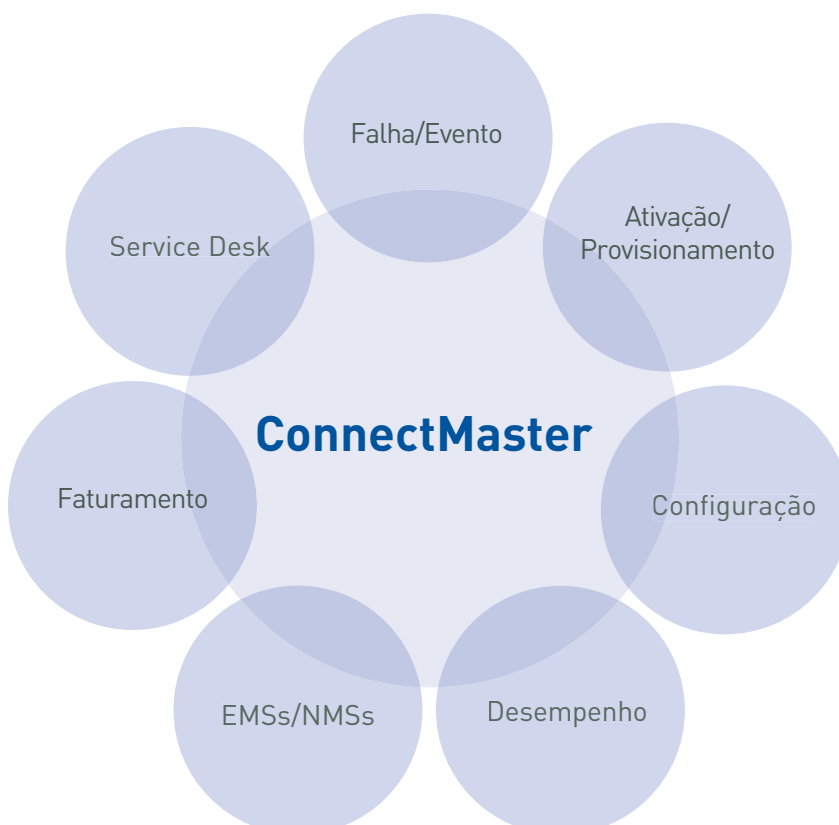 Falha/Evento
Ativação/
Provisionamento
Service Desk
ConnectMaster
Faturamento
Configuração
EMSs/NMSs
Desempenho